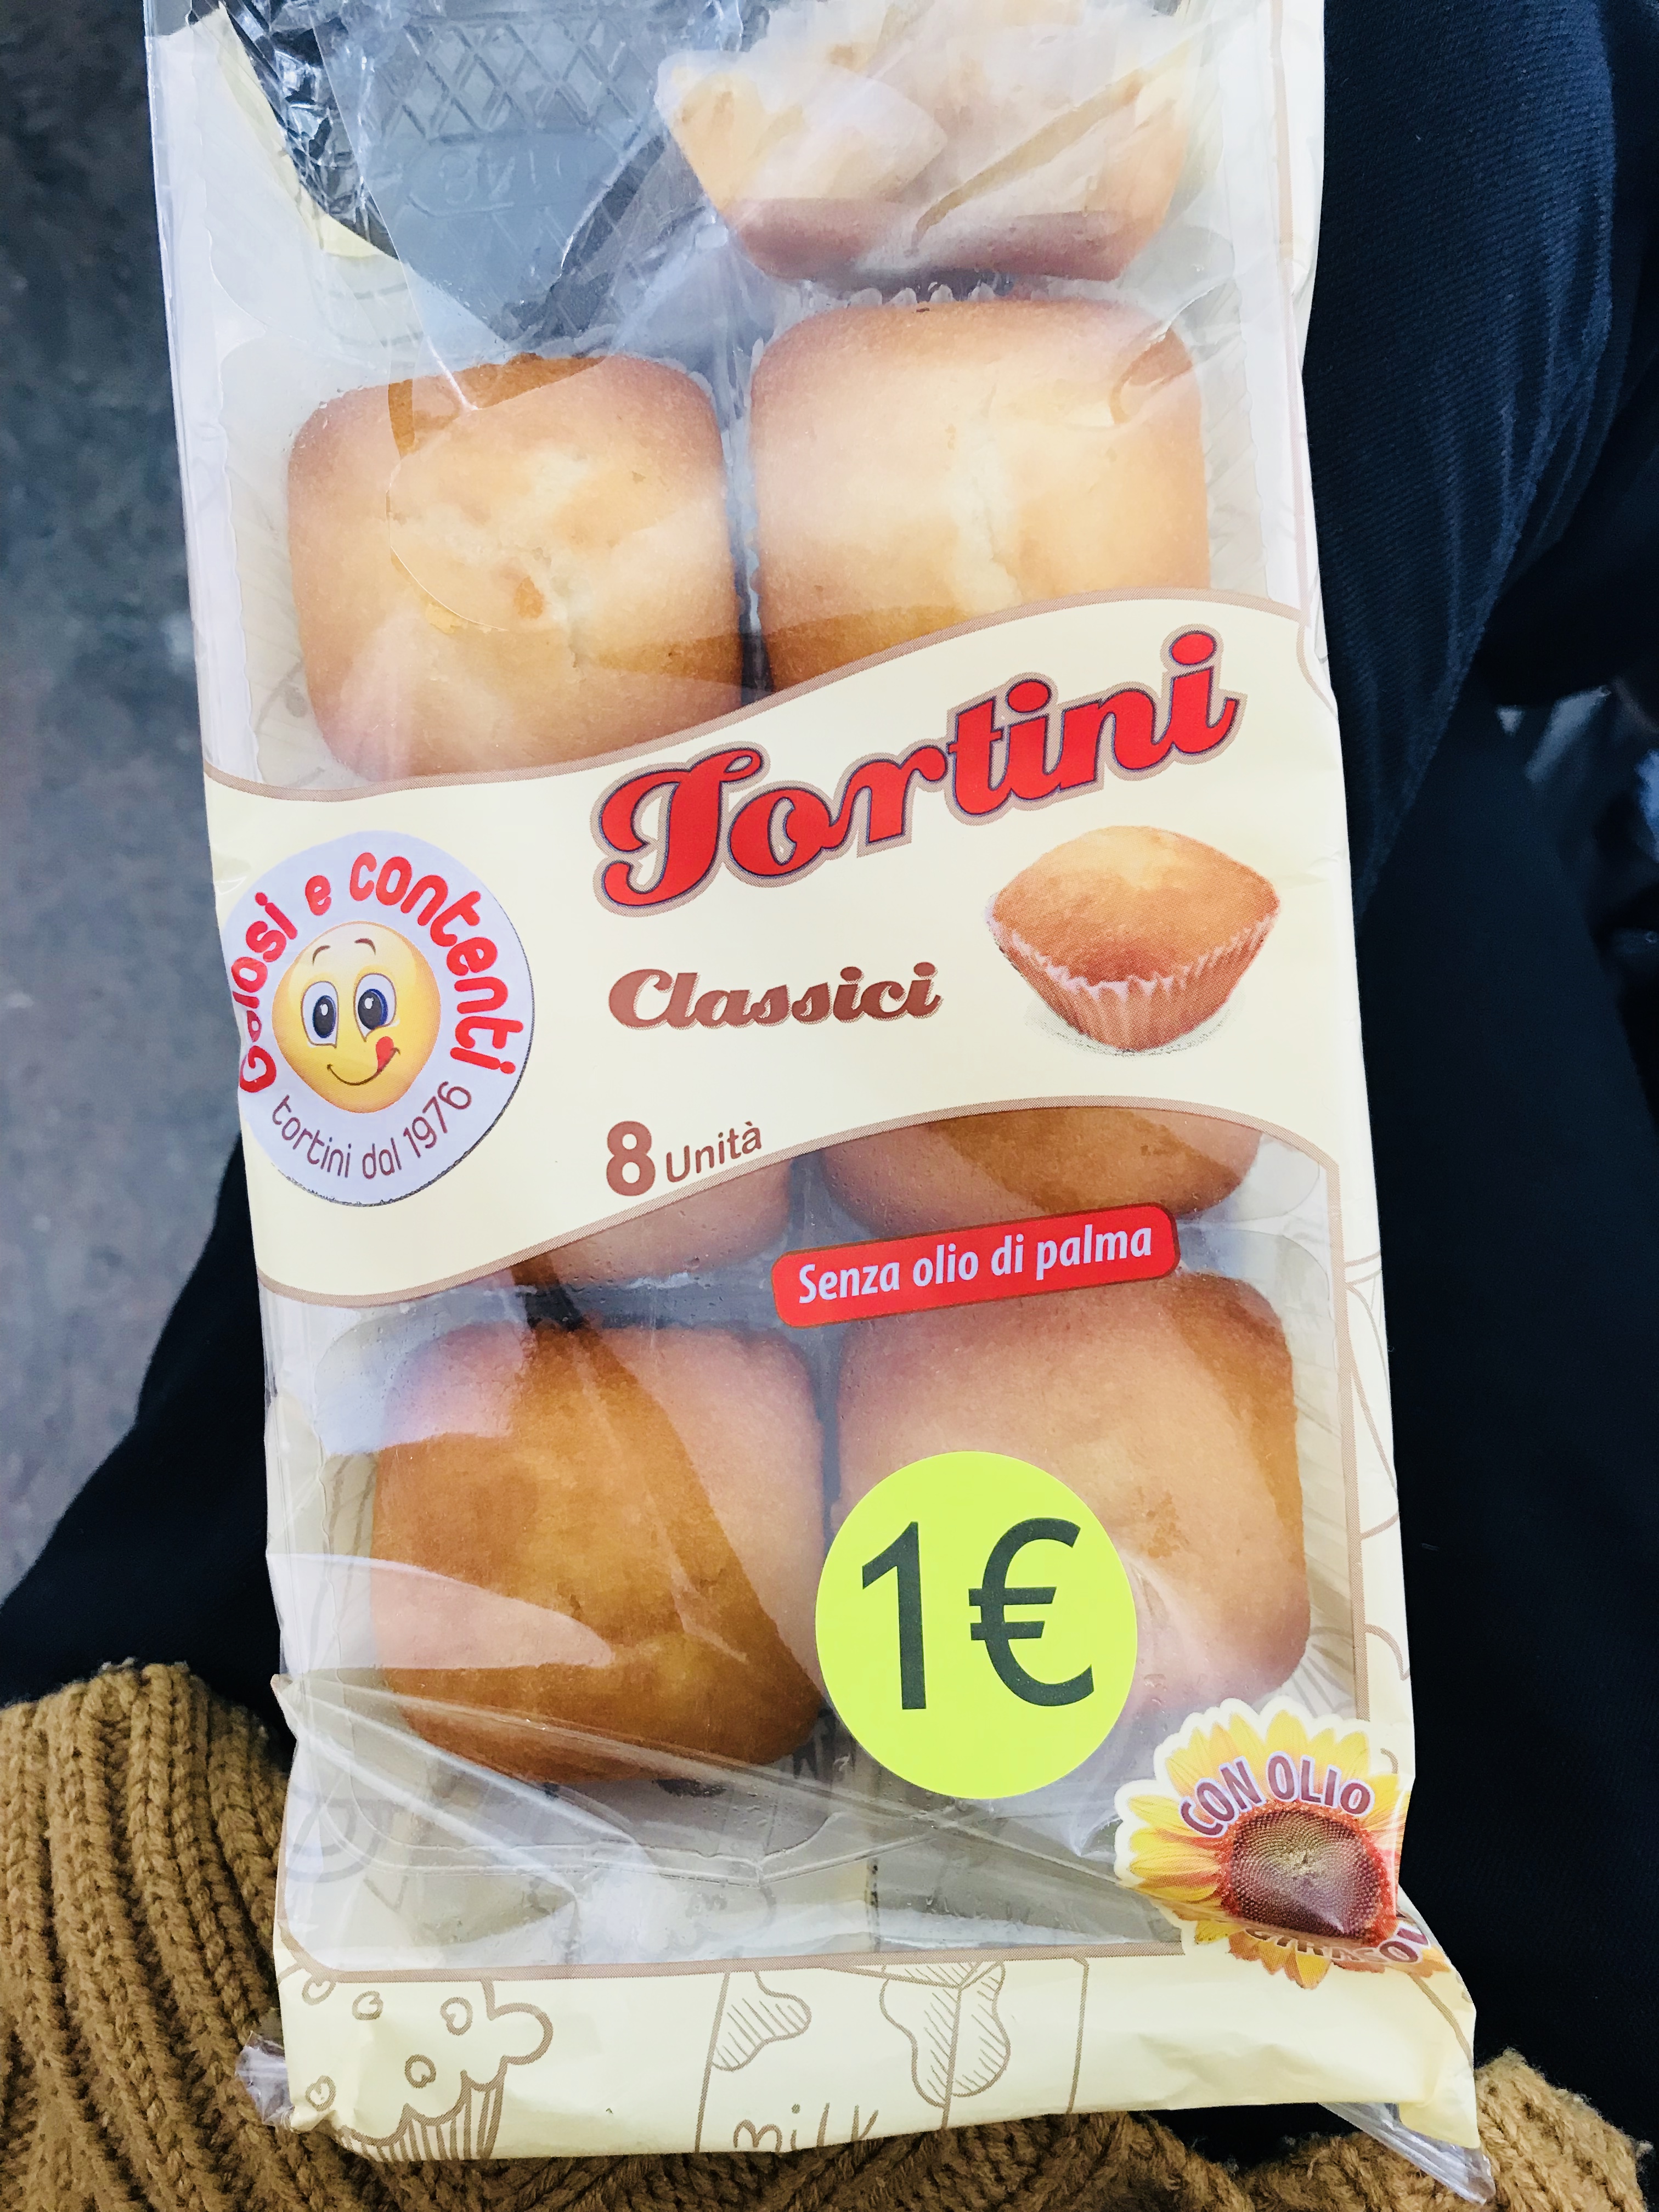 Tortini
Golosi e contenti
tortini dal 1976
Classici
8 Unità
Senza olio di palma
1€
CON OLIO
milk